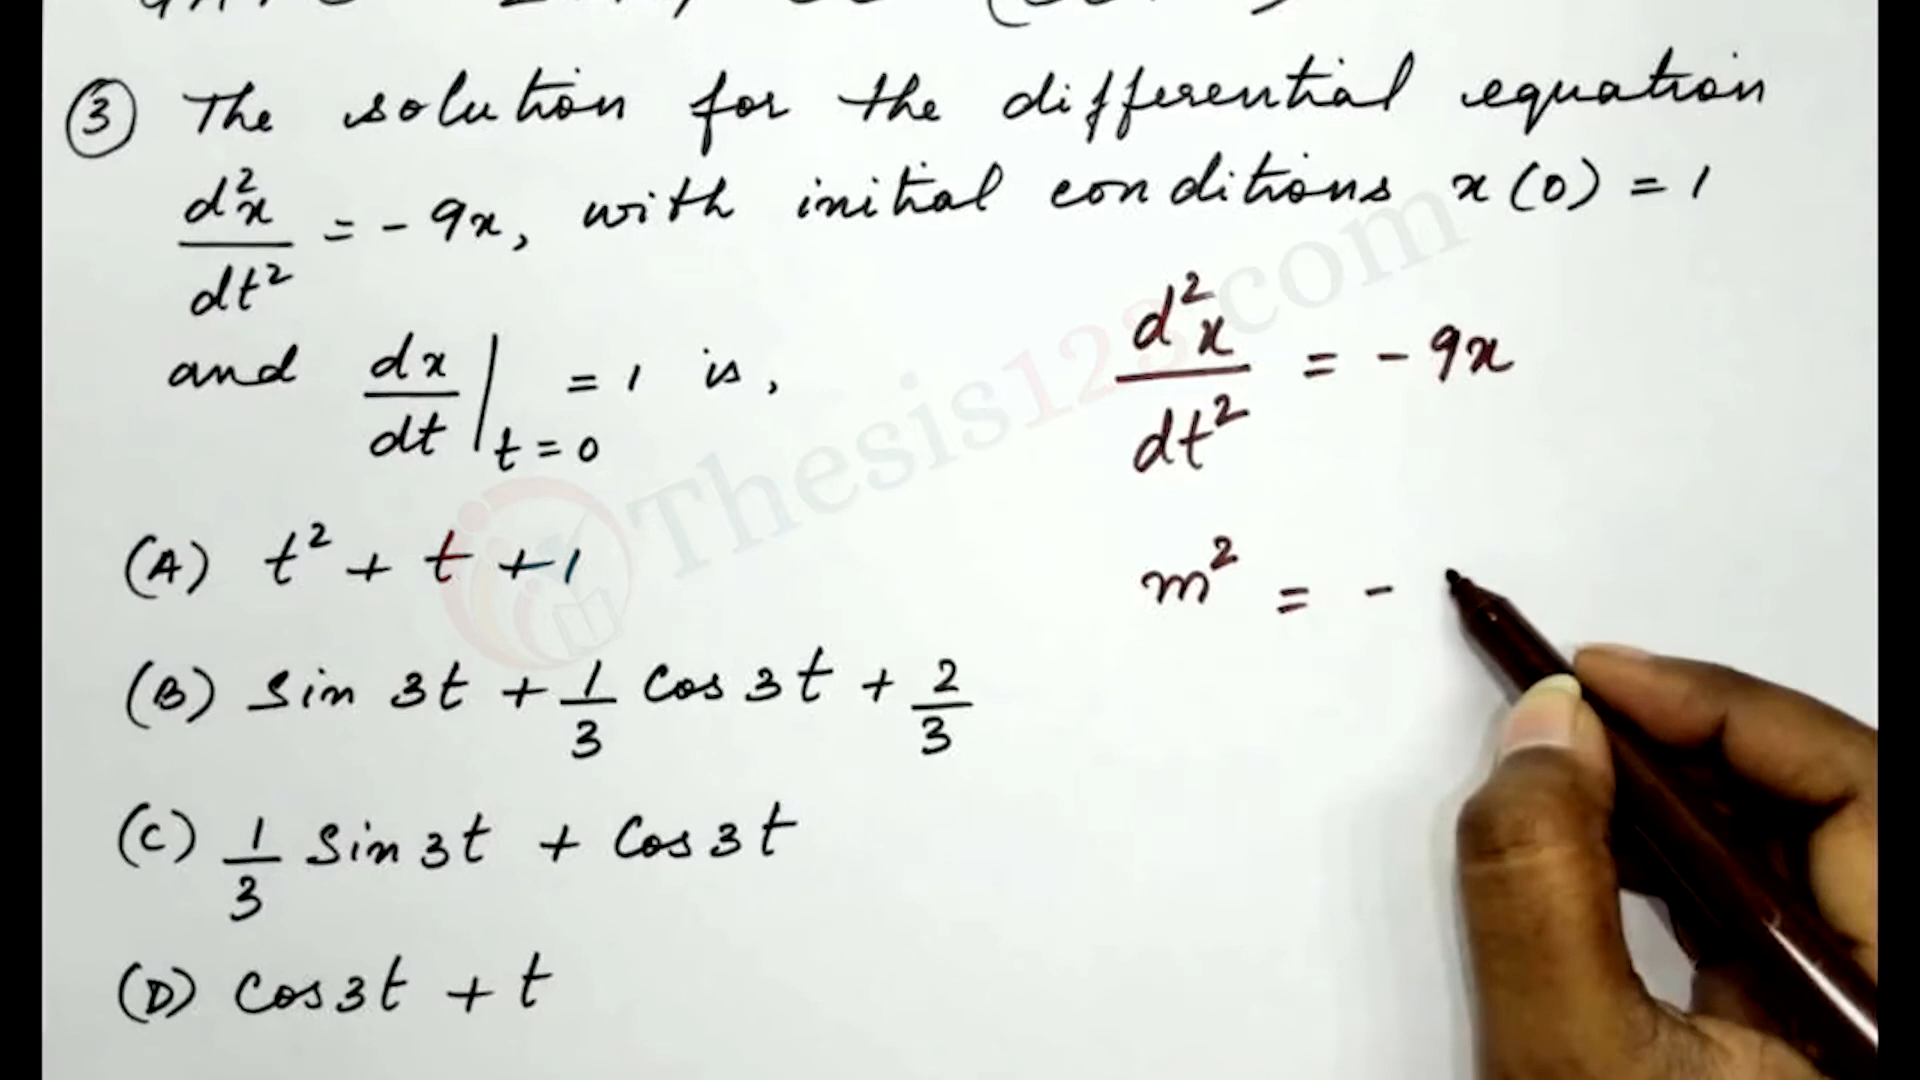 ③ The solution for the differential equation
d²x/dt² = - 9x, with initial conditions x(0) = 1
and dx/dt |t=0 = 1 is,
d²x/dt² = - 9x
(A) t² + t + 1
m² = -
(B) Sin 3t + 1/3 Cos 3t + 2/3
(C) 1/3 Sin 3t + Cos 3t
(D) Cos 3t + t
Thesis123.com